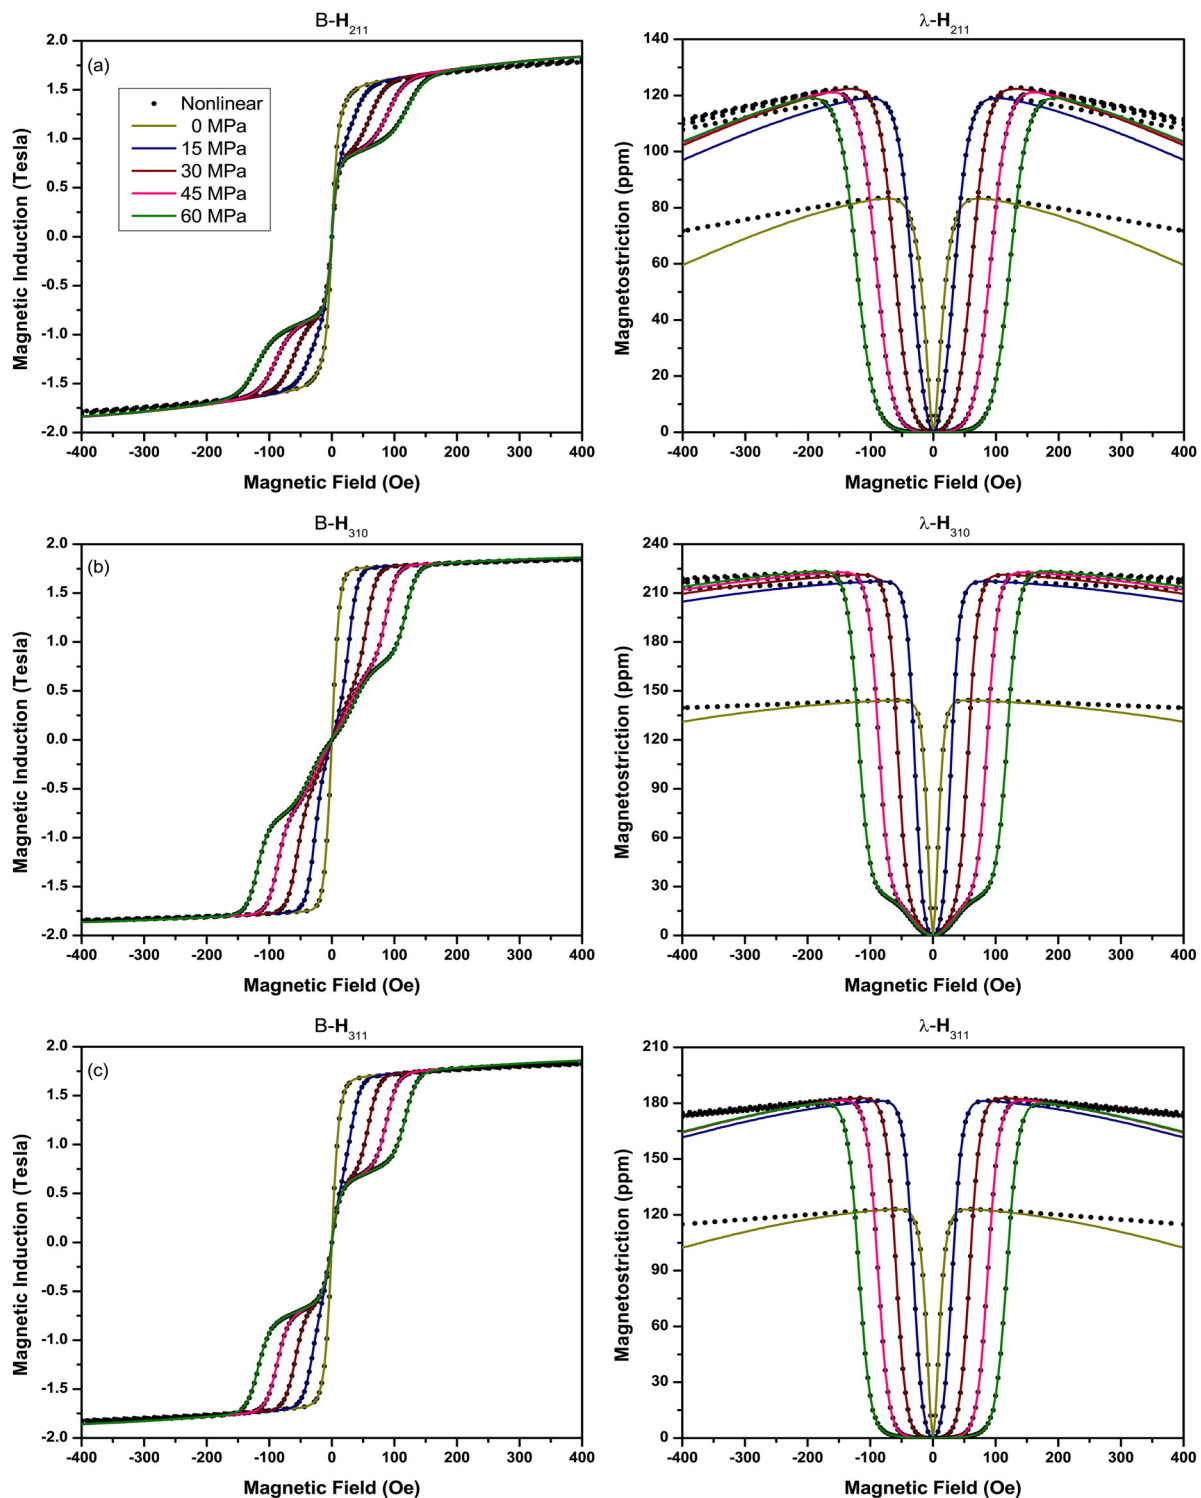 B-H211
(a)
Nonlinear
0 MPa
15 MPa
30 MPa
45 MPa
60 MPa
2.0
1.5
1.0
0.5
0.0
-0.5
-1.0
-1.5
-2.0
Magnetic Induction (Tesla)
-400 -300 -200 -100 0 100 200 300 400
Magnetic Field (Oe)
λ-H211
140
120
100
80
60
40
20
0
Magnetostriction (ppm)
-400 -300 -200 -100 0 100 200 300 400
Magnetic Field (Oe)
B-H310
(b)
2.0
1.5
1.0
0.5
0.0
-0.5
-1.0
-1.5
-2.0
Magnetic Induction (Tesla)
-400 -300 -200 -100 0 100 200 300 400
Magnetic Field (Oe)
λ-H310
240
210
180
150
120
90
60
30
0
Magnetostriction (ppm)
-400 -300 -200 -100 0 100 200 300 400
Magnetic Field (Oe)
B-H311
(c)
2.0
1.5
1.0
0.5
0.0
-0.5
-1.0
-1.5
-2.0
Magnetic Induction (Tesla)
-400 -300 -200 -100 0 100 200 300 400
Magnetic Field (Oe)
λ-H311
210
180
150
120
90
60
30
0
Magnetostriction (ppm)
-400 -300 -200 -100 0 100 200 300 400
Magnetic Field (Oe)